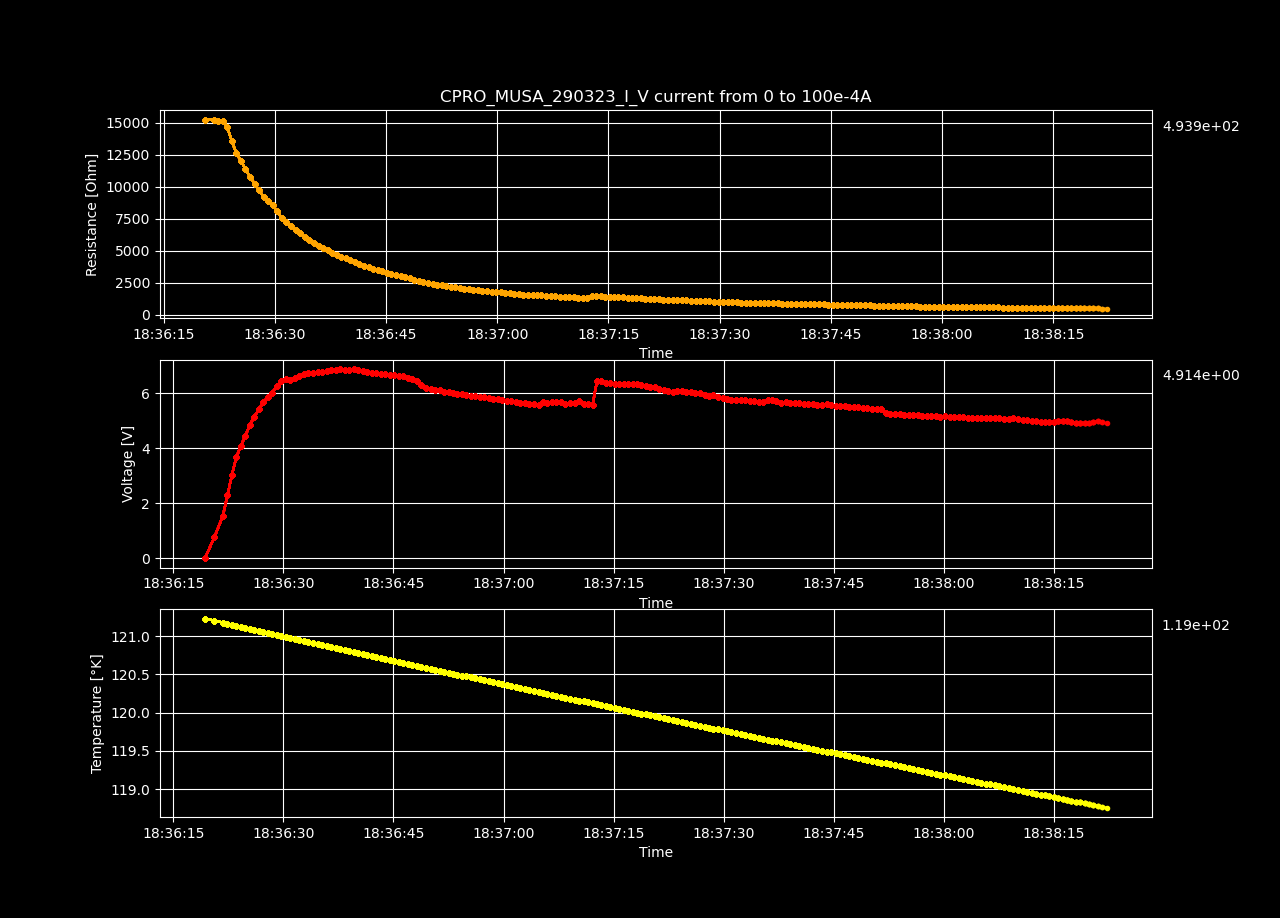 CPRO_MUSA_290323_I_V current from 0 to 100e-4A
4.939e+02
Resistance [Ohm]
15000
12500
10000
7500
5000
2500
0
18:36:15 18:36:30 18:36:45 18:37:00 18:37:15 18:37:30 18:37:45 18:38:00 18:38:15
Time
4.914e+00
Voltage [V]
6
4
2
0
18:36:15 18:36:30 18:36:45 18:37:00 18:37:15 18:37:30 18:37:45 18:38:00 18:38:15
Time
1.19e+02
Temperature [°K]
121.0
120.5
120.0
119.5
119.0
18:36:15 18:36:30 18:36:45 18:37:00 18:37:15 18:37:30 18:37:45 18:38:00 18:38:15
Time